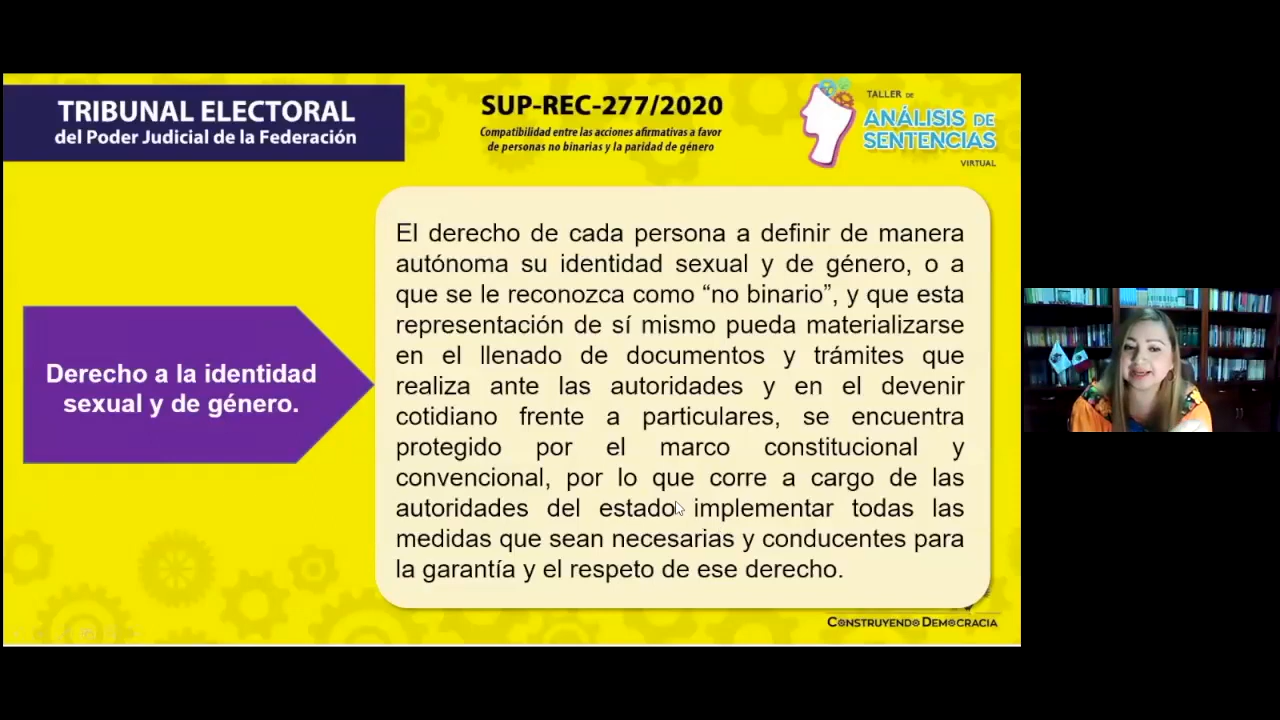 TRIBUNAL ELECTORAL
del Poder Judicial de la Federación
SUP-REC-277/2020
Compatibilidad entre las acciones afirmativas a favor
de personas no binarias y la paridad de género
TALLER DE
ANÁLISIS DE
SENTENCIAS
VIRTUAL
Derecho a la identidad
sexual y de género.
El derecho de cada persona a definir de manera
autónoma su identidad sexual y de género, o a
que se le reconozca como “no binario”, y que esta
representación de sí mismo pueda materializarse
en el llenado de documentos y trámites que
realiza ante las autoridades y en el devenir
cotidiano frente a particulares, se encuentra
protegido por el marco constitucional y
convencional, por lo que corre a cargo de las
autoridades del estado implementar todas las
medidas que sean necesarias y conducentes para
la garantía y el respeto de ese derecho.
CONSTRUYENDO DEMOCRACIA